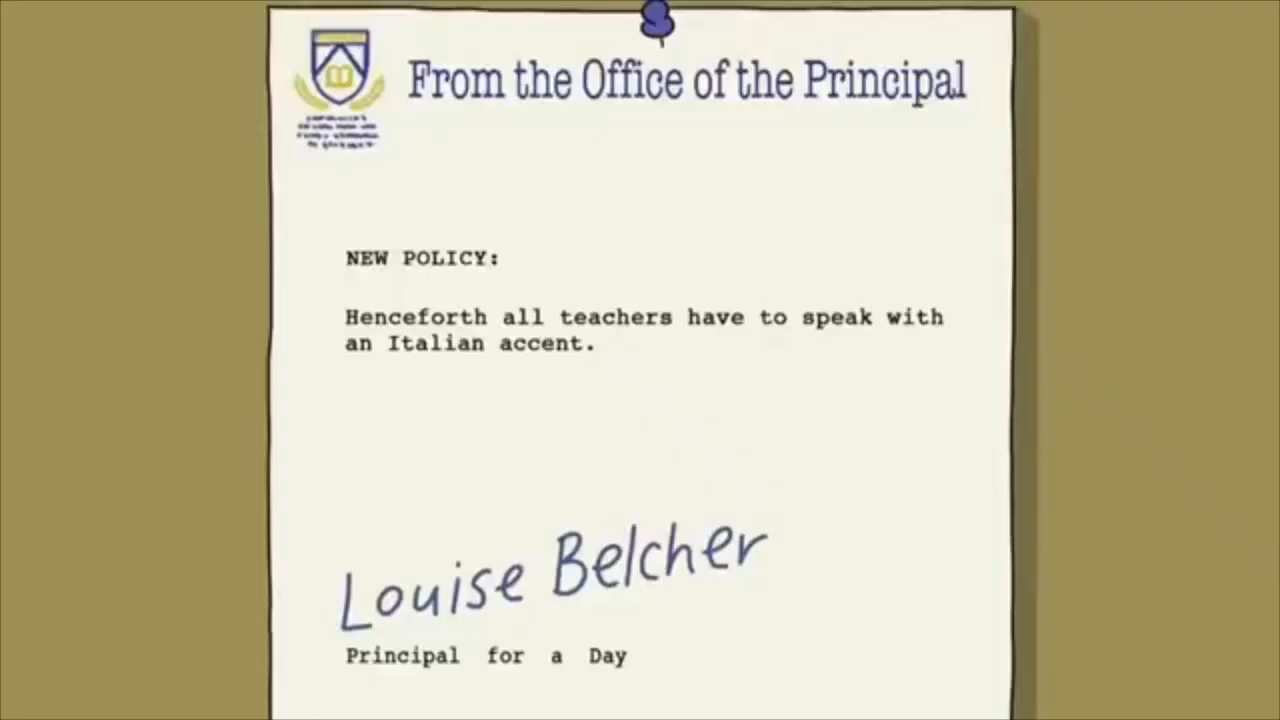 From the Office of the Principal
NEW POLICY:
Henceforth all teachers have to speak with
an Italian accent.
Louise Belcher
Principal for a Day